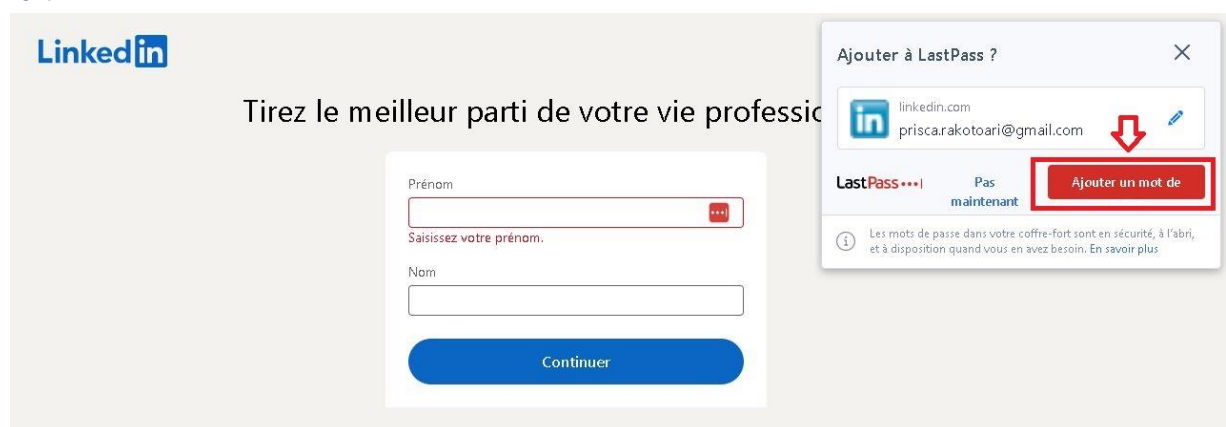 Linked in
Tirez le meilleur parti de votre vie professio
Prénom
Saisissez votre prénom.
Nom
Continuer
Ajouter à LastPass ?
linkedin.com
prisca.rakotoari@gmail.com
LastPass
Pas
maintenant
Ajouter un mot de
Les mots de passe dans votre coffre-fort sont en sécurité, à l'abri,
et à disposition quand vous en avez besoin. En savoir plus